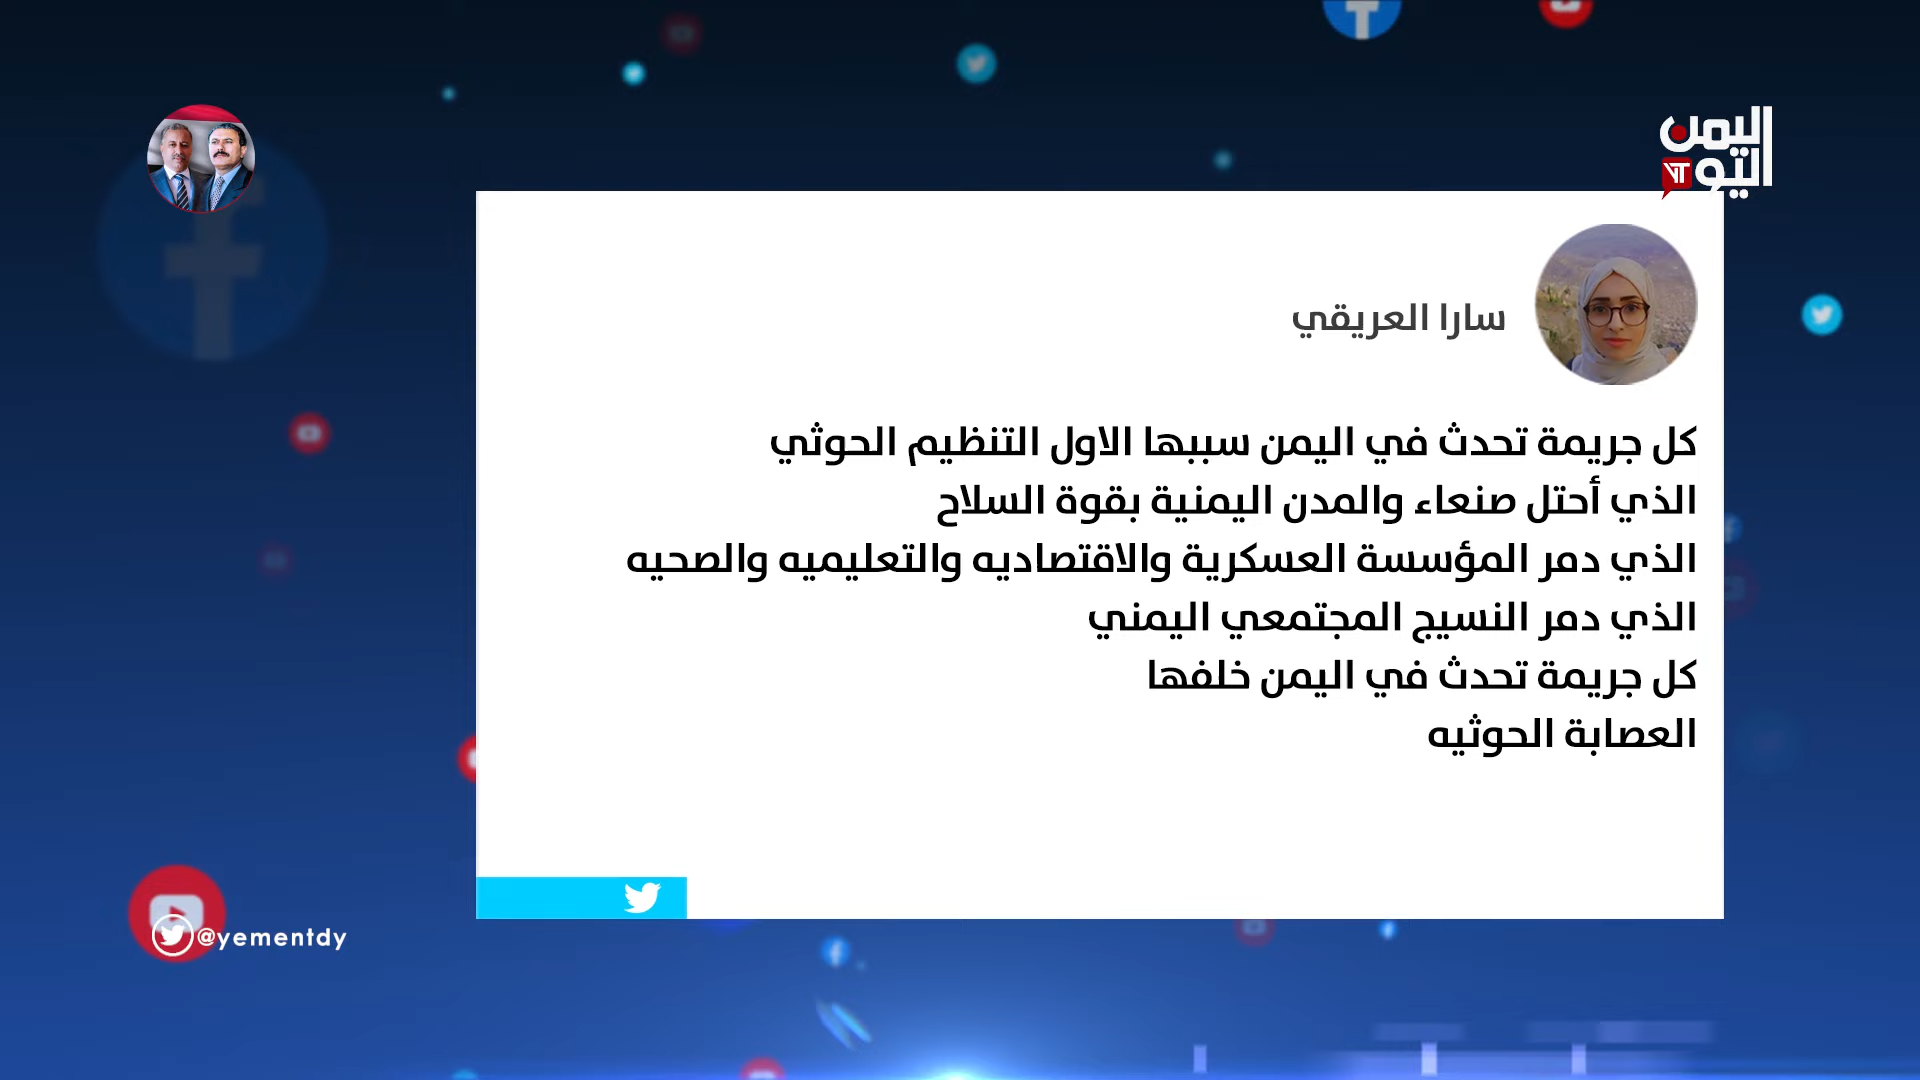 اليمن
اليوم
YT
سارا العريقي
كل جريمة تحدث في اليمن سببها الاول التنظيم الحوثي
الذي أحتل صنعاء والمدن اليمنية بقوة السلاح
الذي دمر المؤسسة العسكرية والاقتصاديه والتعليميه والصحيه
الذي دمر النسيج المجتمعي اليمني
كل جريمة تحدث في اليمن خلفها
العصابة الحوثيه
@yementdy